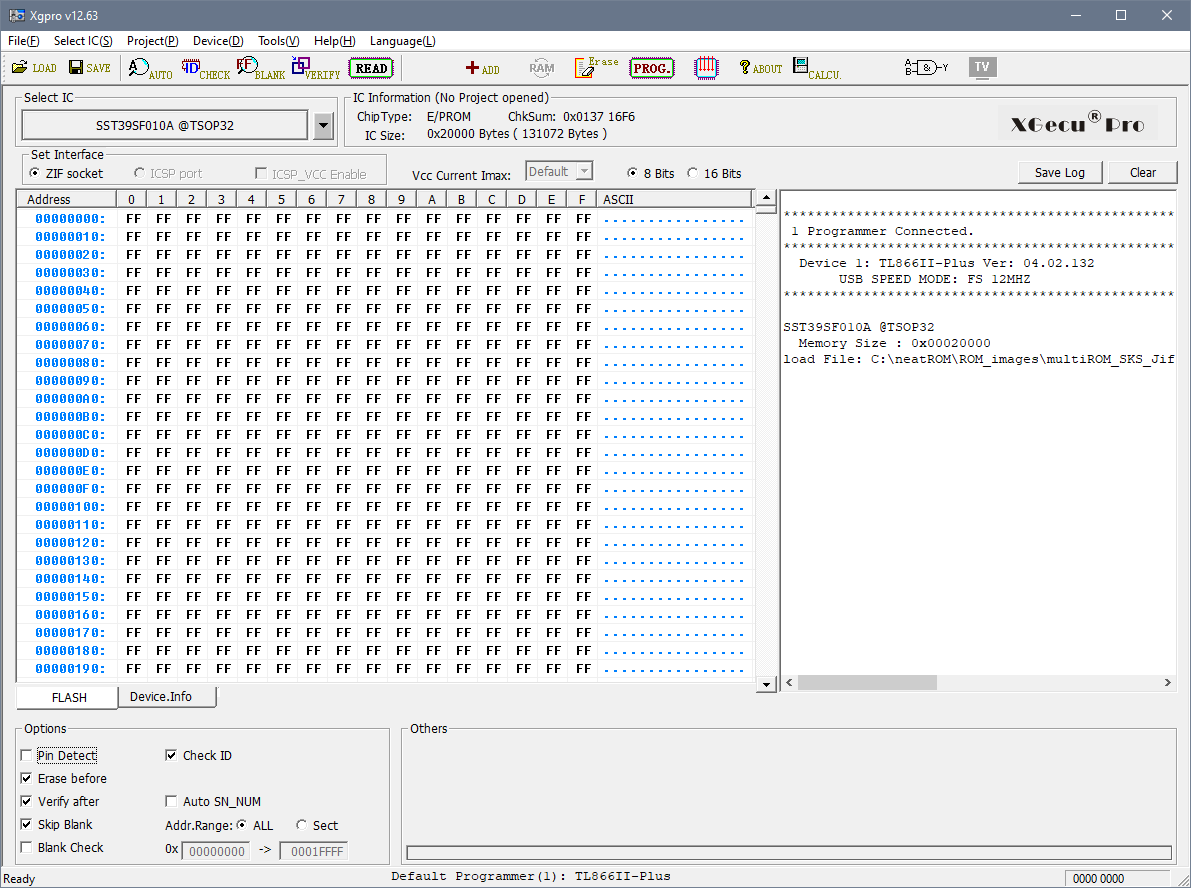 Xgpro v12.63
File(F) Select IC(S) Project(P) Device(D) Tools(V) Help(H) Language(L)
LOAD SAVE AUTO CHECK BLANK VERIFY READ ADD RAM Erase PROG. ABOUT CALCU. A B & Y TV
Select IC
SST39SF010A @TSOP32
IC Information (No Project opened)
ChipType: E/PROM ChkSum: 0x0137 16F6
IC Size: 0x20000 Bytes ( 131072 Bytes )
XGecu® Pro
Set Interface
ZIF socket ICSP port ICSP_VCC Enable
Vcc Current Imax: Default 8 Bits 16 Bits
Save Log Clear
Address 0 1 2 3 4 5 6 7 8 9 A B C D E F ASCII
00000000: FF FF FF FF FF FF FF FF FF FF FF FF FF FF FF FF ................
00000010: FF FF FF FF FF FF FF FF FF FF FF FF FF FF FF FF ................
00000020: FF FF FF FF FF FF FF FF FF FF FF FF FF FF FF FF ................
00000030: FF FF FF FF FF FF FF FF FF FF FF FF FF FF FF FF ................
00000040: FF FF FF FF FF FF FF FF FF FF FF FF FF FF FF FF ................
00000050: FF FF FF FF FF FF FF FF FF FF FF FF FF FF FF FF ................
00000060: FF FF FF FF FF FF FF FF FF FF FF FF FF FF FF FF ................
00000070: FF FF FF FF FF FF FF FF FF FF FF FF FF FF FF FF ................
00000080: FF FF FF FF FF FF FF FF FF FF FF FF FF FF FF FF ................
00000090: FF FF FF FF FF FF FF FF FF FF FF FF FF FF FF FF ................
000000A0: FF FF FF FF FF FF FF FF FF FF FF FF FF FF FF FF ................
000000B0: FF FF FF FF FF FF FF FF FF FF FF FF FF FF FF FF ................
000000C0: FF FF FF FF FF FF FF FF FF FF FF FF FF FF FF FF ................
000000D0: FF FF FF FF FF FF FF FF FF FF FF FF FF FF FF FF ................
000000E0: FF FF FF FF FF FF FF FF FF FF FF FF FF FF FF FF ................
000000F0: FF FF FF FF FF FF FF FF FF FF FF FF FF FF FF FF ................
00000100: FF FF FF FF FF FF FF FF FF FF FF FF FF FF FF FF ................
00000110: FF FF FF FF FF FF FF FF FF FF FF FF FF FF FF FF ................
00000120: FF FF FF FF FF FF FF FF FF FF FF FF FF FF FF FF ................
00000130: FF FF FF FF FF FF FF FF FF FF FF FF FF FF FF FF ................
00000140: FF FF FF FF FF FF FF FF FF FF FF FF FF FF FF FF ................
00000150: FF FF FF FF FF FF FF FF FF FF FF FF FF FF FF FF ................
00000160: FF FF FF FF FF FF FF FF FF FF FF FF FF FF FF FF ................
00000170: FF FF FF FF FF FF FF FF FF FF FF FF FF FF FF FF ................
00000180: FF FF FF FF FF FF FF FF FF FF FF FF FF FF FF FF ................
00000190: FF FF FF FF FF FF FF FF FF FF FF FF FF FF FF FF ................
*************************************************
1 Programmer Connected.
*************************************************
Device 1: TL866II-Plus Ver: 04.02.132
USB SPEED MODE: FS 12MHZ
*************************************************
SST39SF010A @TSOP32
Memory Size : 0x00020000
load File: C:\neatROM\ROM_images\multiROM_SKS_Jif
FLASH Device.Info
Options
Pin Detect Check ID
Erase before
Verify after Auto SN_NUM
Skip Blank Addr.Range: ALL Sect
Blank Check 0x 00000000 -> 0001FFFF
Others
Ready Default Programmer(1): TL866II-Plus 0000 0000